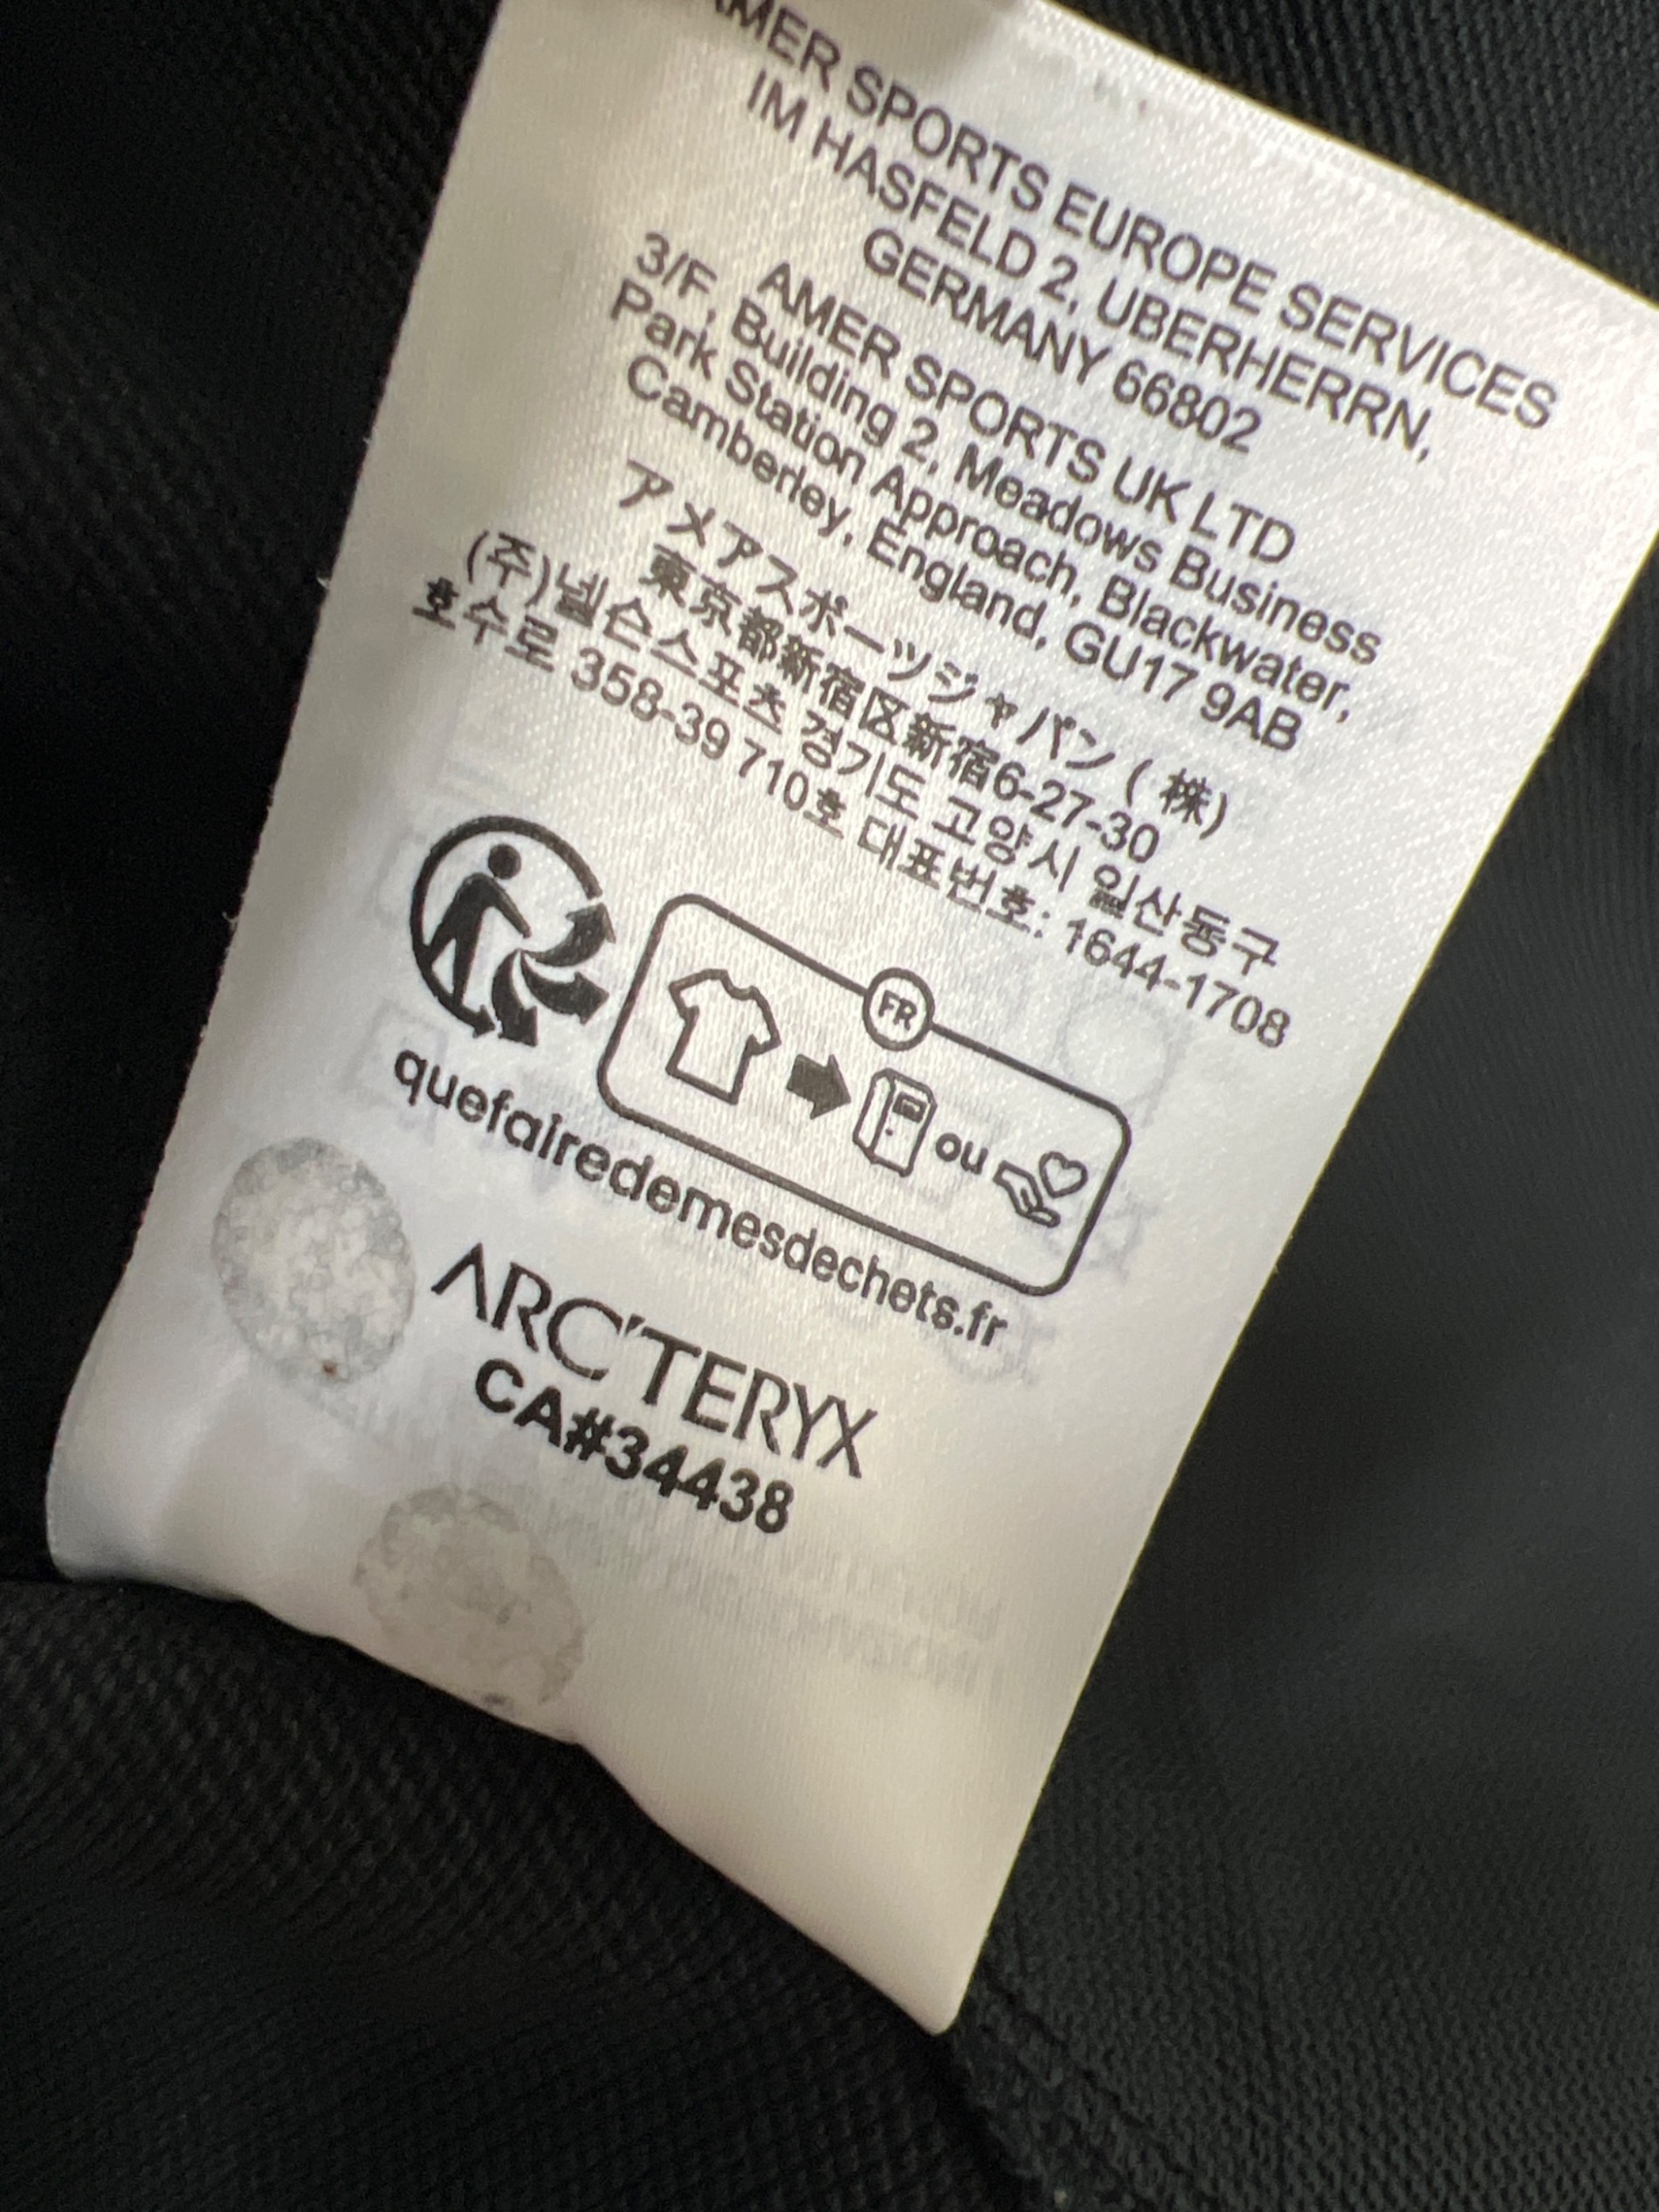 AMER SPORTS EUROPE SERVICES
IM HASFELD 2, UBERHERRN,
GERMANY 66802
AMER SPORTS UK LTD
3/F, Building 2, Meadows Business
Park Station Approach, Blackwater,
Camberley, England, GU17 9AB
アメアスポーツジャパン ( 株)
東京都新宿区新宿6-27-30
(주)넬슨스포츠 경기도 고양시 일산동구
호수로 358-39 710호 대표번호: 1644-1708
FR
ou
quefairedemesdechets.fr
ARC'TERYX
CA#34438